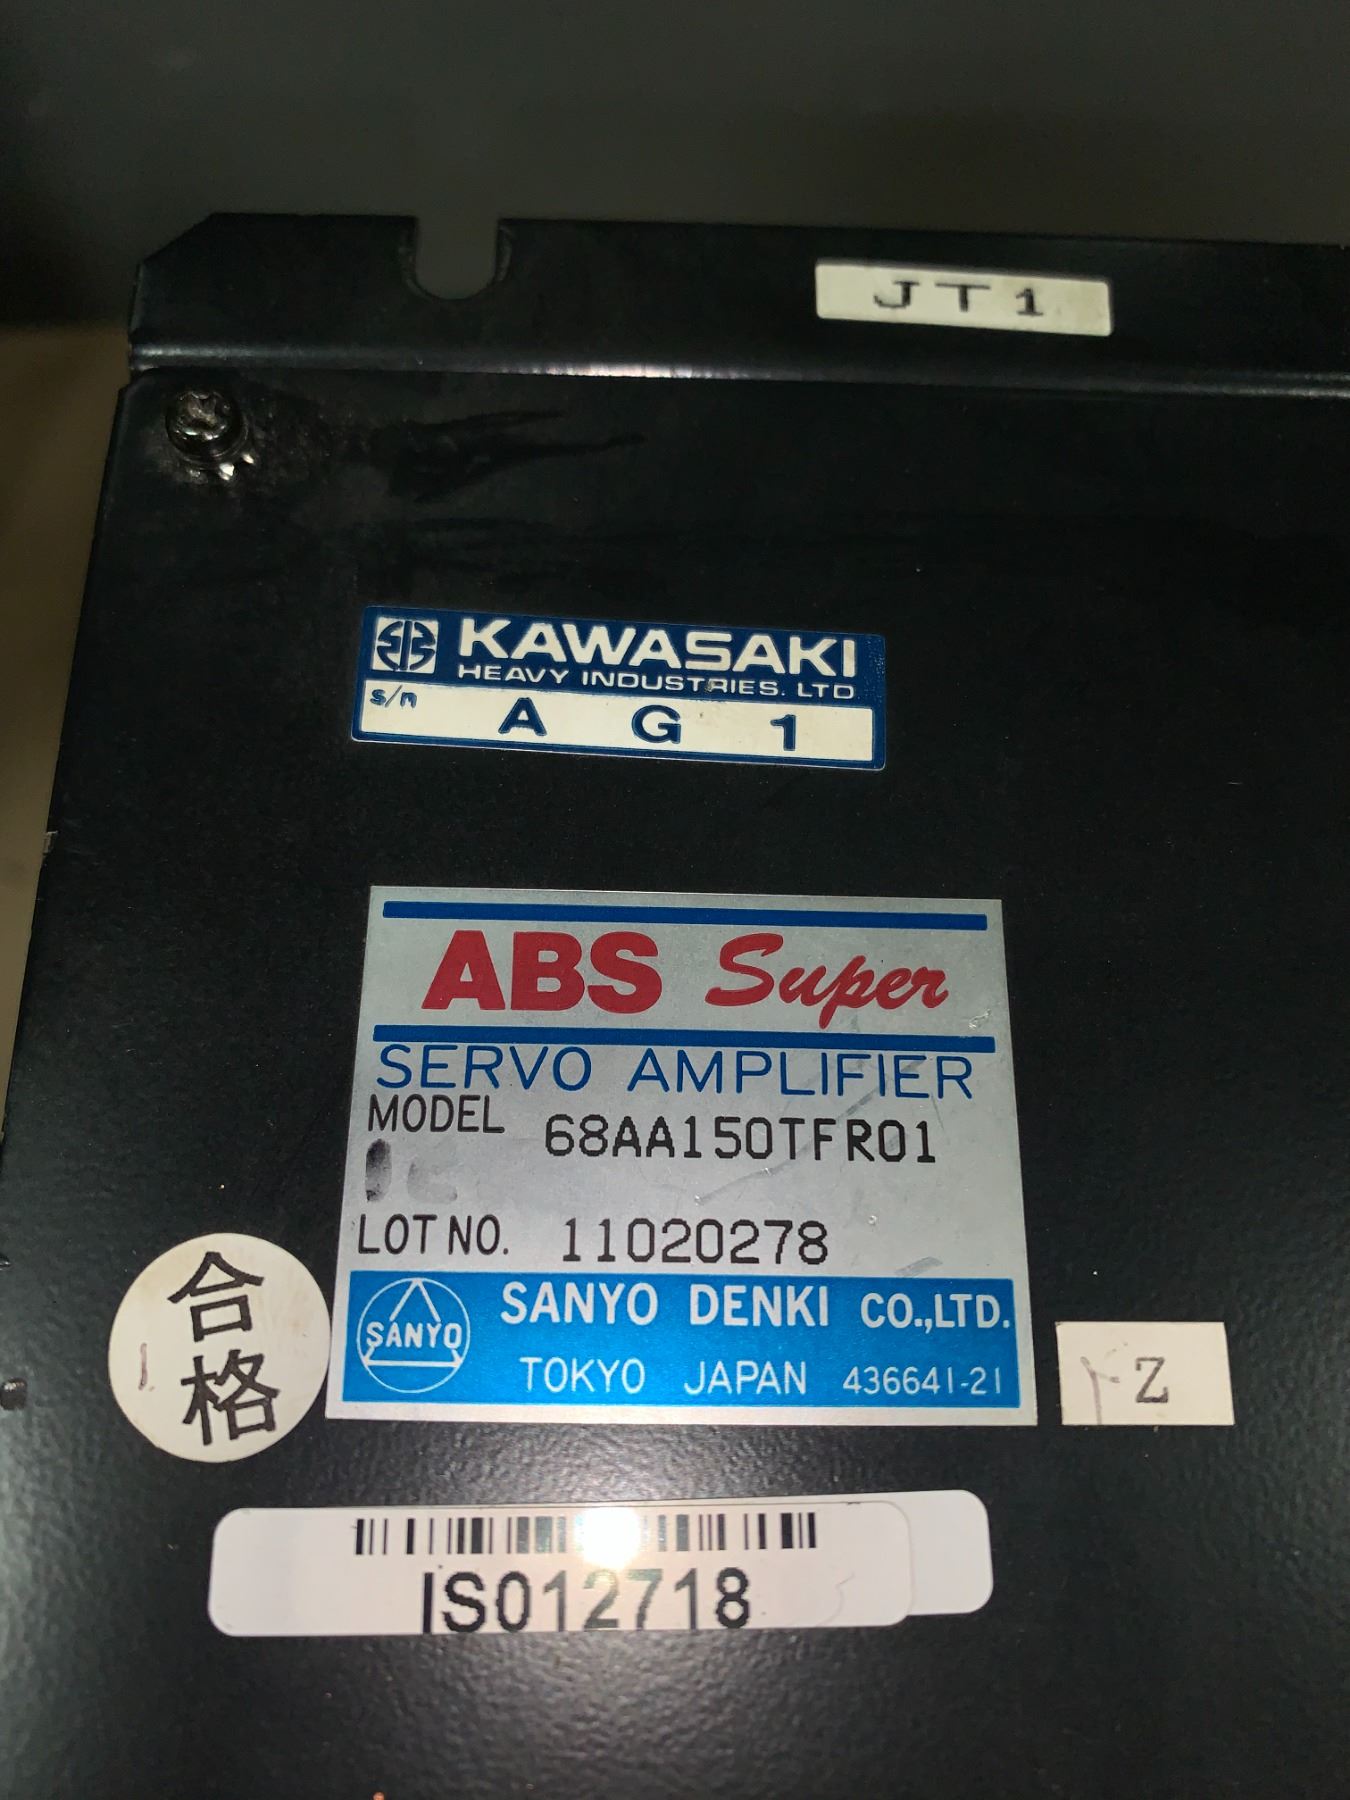 JT1
KAWASAKI
HEAVY INDUSTRIES. LTD
s/n A G 1
ABS Super
SERVO AMPLIFIER
MODEL 68AA150TFR01
LOT NO. 11020278
SANYO
SANYO DENKI CO.,LTD.
TOKYO JAPAN 436641-21
合格
Z
IS012718